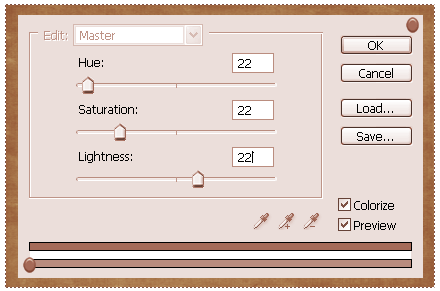 Edit: Master
OK
Hue: 22
Cancel
Saturation: 22
Load...
Save...
Lightness: 22
Colorize
Preview